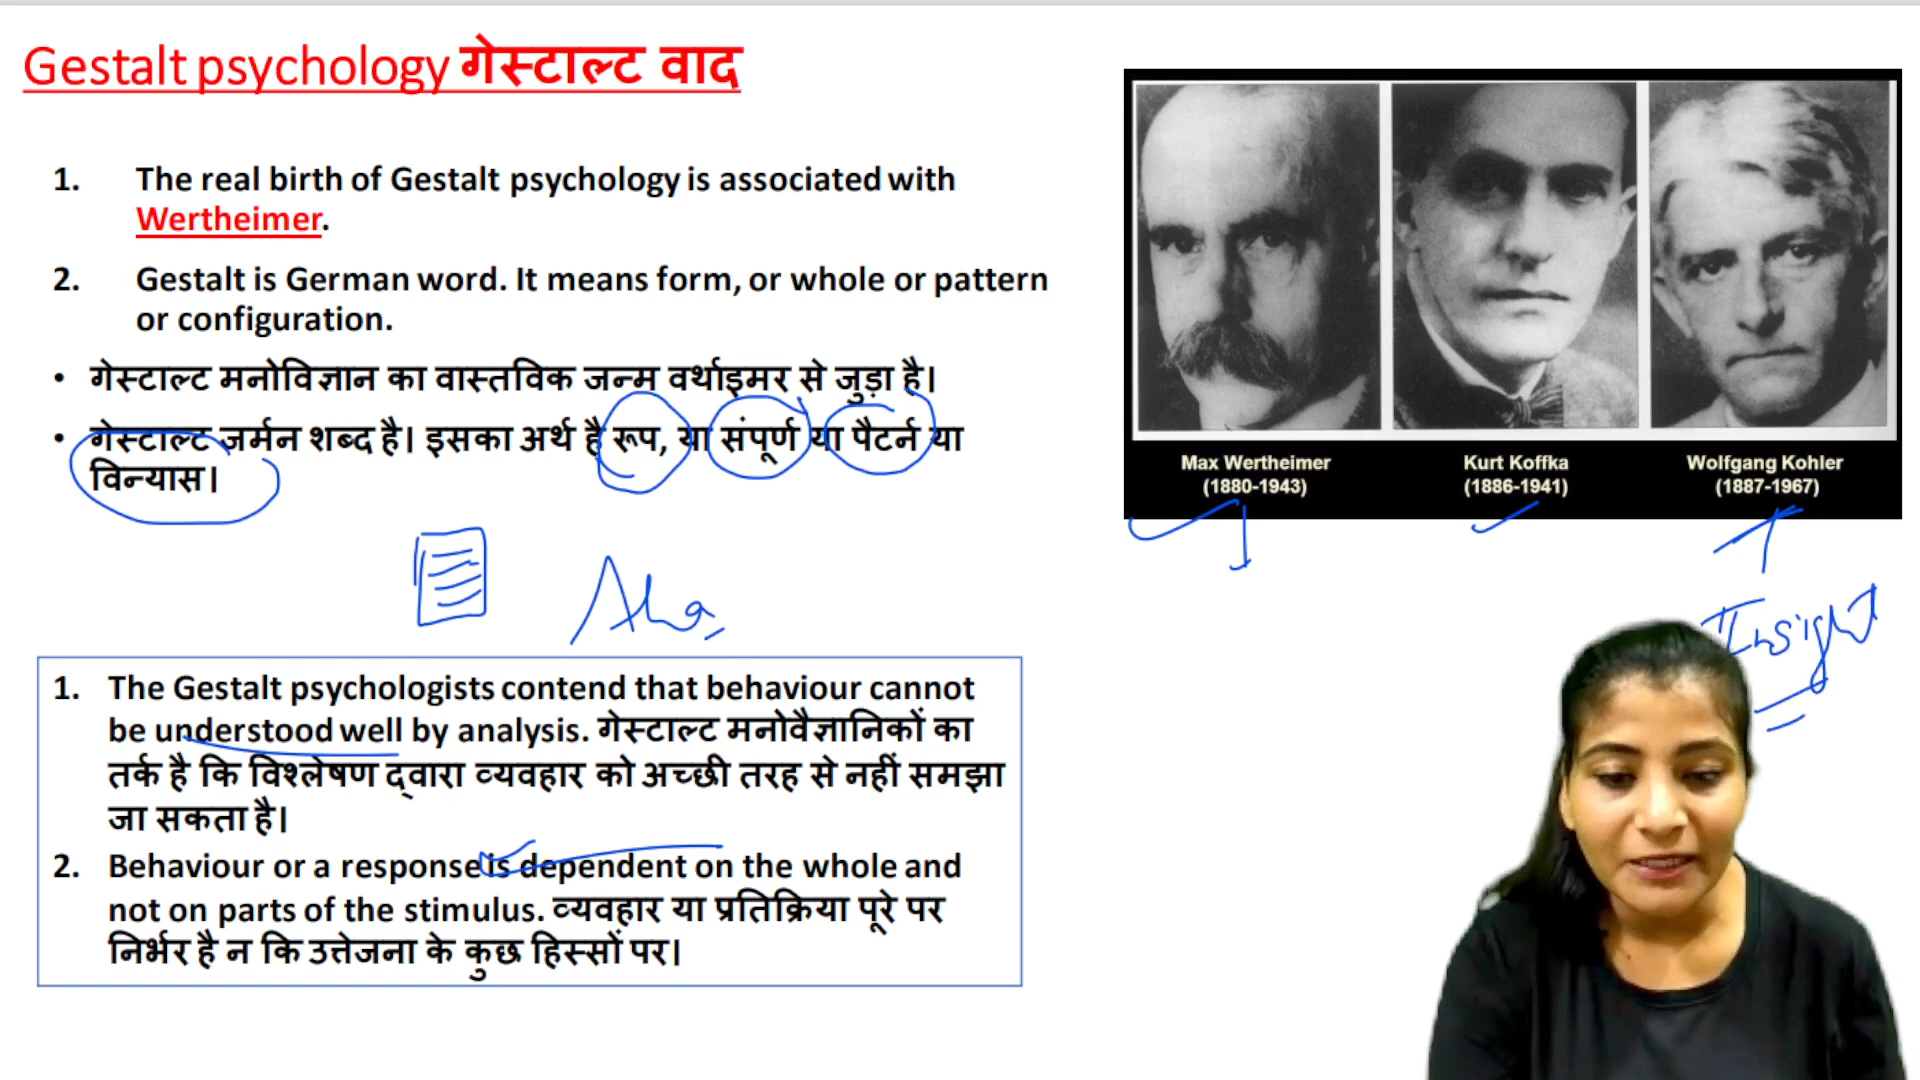 Gestalt psychology गेस्टाल्ट वाद
1. The real birth of Gestalt psychology is associated with
Wertheimer.
2. Gestalt is German word. It means form, or whole or pattern
or configuration.
• गेस्टाल्ट मनोविज्ञान का वास्तविक जन्म वर्थाइमर से जुड़ा है।
• गेस्टाल्ट जर्मन शब्द है। इसका अर्थ है रूप, या संपूर्ण या पैटर्न या
विन्यास।
Max Wertheimer
(1880-1943)
Kurt Koffka
(1886-1941)
Wolfgang Kohler
(1887-1967)
Insight
Aha
1. The Gestalt psychologists contend that behaviour cannot
be understood well by analysis. गेस्टाल्ट मनोवैज्ञानिकों का
तर्क है कि विश्लेषण द्वारा व्यवहार को अच्छी तरह से नहीं समझा
जा सकता है।
2. Behaviour or a response is dependent on the whole and
not on parts of the stimulus. व्यवहार या प्रतिक्रिया पूरे पर
निर्भर है न कि उत्तेजना के कुछ हिस्सों पर।